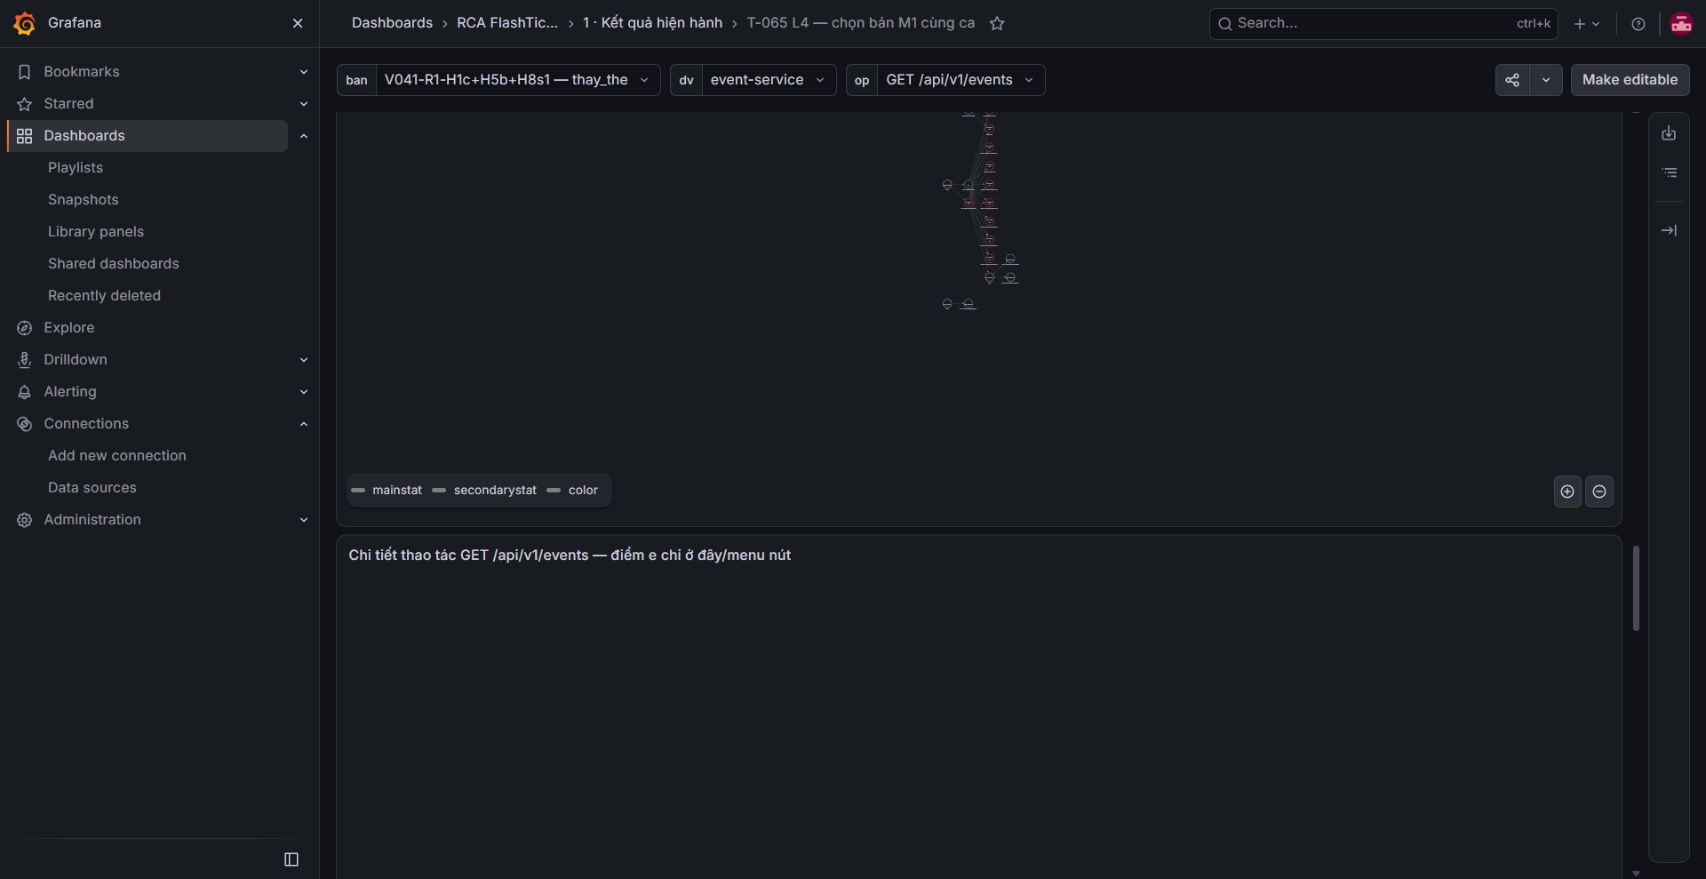 Grafana
Dashboards › RCA FlashTic... › 1 · Kết quả hiện hành › T-065 L4 — chọn bản M1 cùng ca
Search... ctrl+k
Bookmarks
Starred
Dashboards
Playlists
Snapshots
Library panels
Shared dashboards
Recently deleted
Explore
Drilldown
Alerting
Connections
Add new connection
Data sources
Administration
ban V041-R1-H1c+H5b+H8s1 — thay_the
dv event-service
op GET /api/v1/events
Make editable
mainstat secondarystat color
Chi tiết thao tác GET /api/v1/events — điểm e chỉ ở đây/menu nút